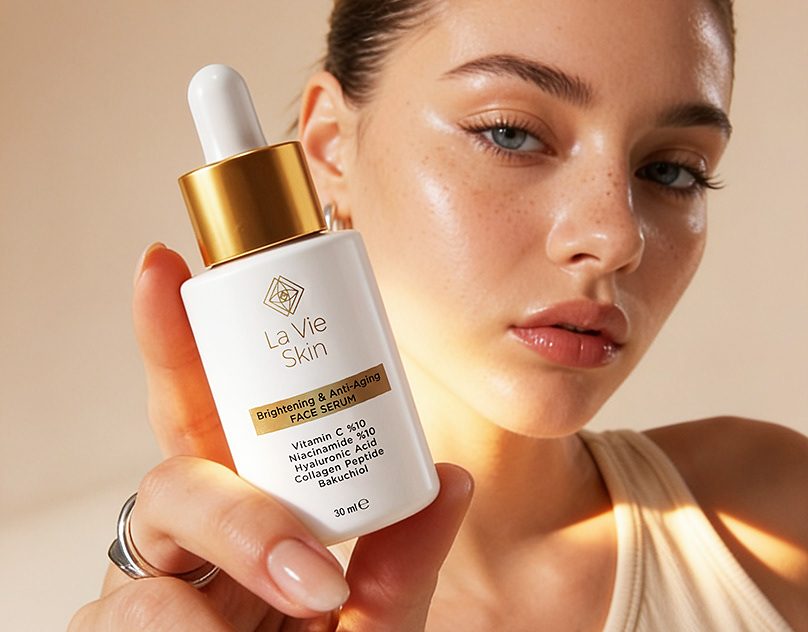 La Vie
Skin
Brightening & Anti-Aging
FACE SERUM
Vitamin C %10
Niacinamide %10
Hyaluronic Acid
Collagen Peptide
Bakuchiol
30 ml ℮